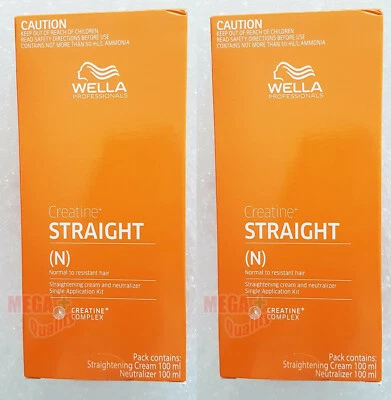 CAUTION
KEEP OUT OF REACH OF CHILDREN
READ SAFETY DIRECTIONS BEFORE USE
CONTAINS NOT MORE THAN 50 mL/L AMMONIA
WELLA
PROFESSIONALS
Creatine+
STRAIGHT
(N)
Normal to resistant hair
Straightening cream and neutralizer
Single Application Kit
CREATINE+
COMPLEX
MEGA+
Quality
Pack contains:
Straightening Cream 100 ml
Neutralizer 100 ml
CAUTION
KEEP OUT OF REACH OF CHILDREN
READ SAFETY DIRECTIONS BEFORE USE
CONTAINS NOT MORE THAN 50 mL/L AMMONIA
WELLA
PROFESSIONALS
Creatine+
STRAIGHT
(N)
Normal to resistant hair
Straightening cream and neutralizer
Single Application Kit
CREATINE+
COMPLEX
MEGA+
Quality
Pack contains:
Straightening Cream 100 ml
Neutralizer 100 ml